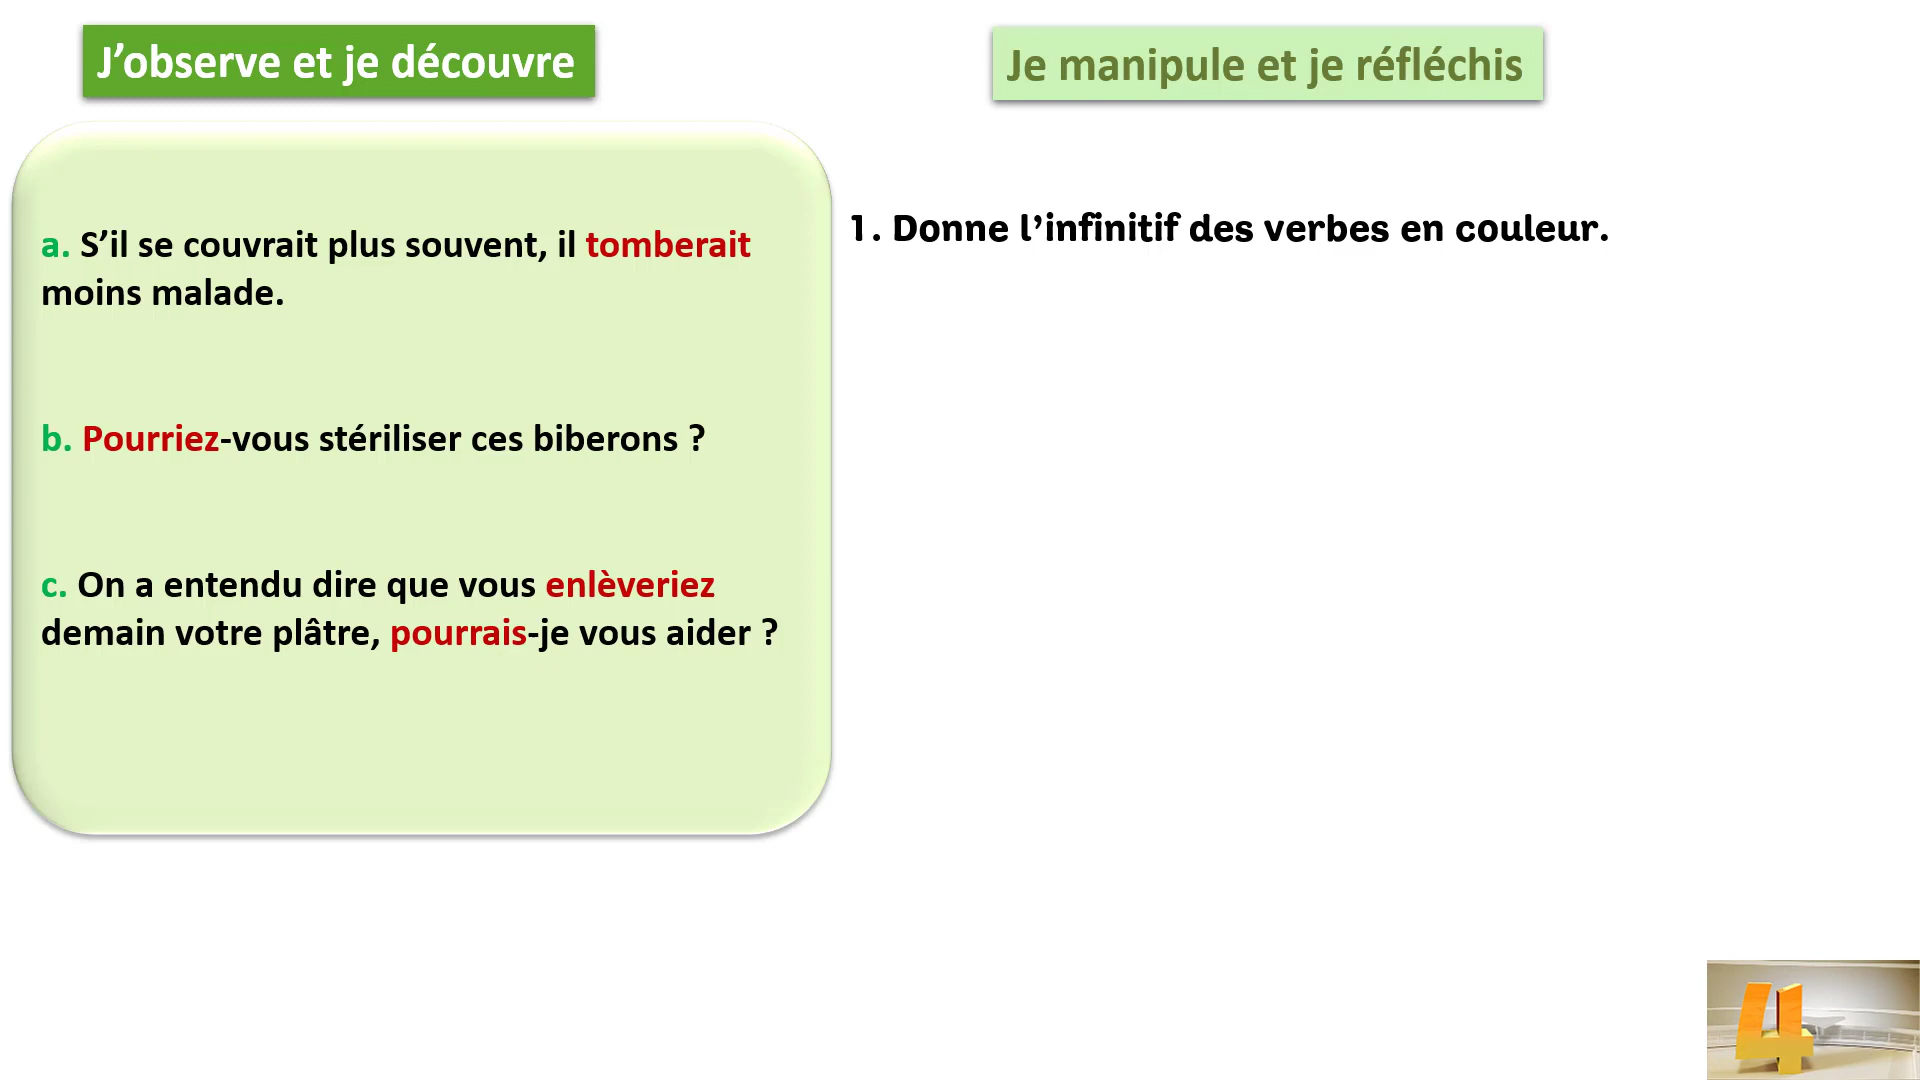 J’observe et je découvre
Je manipule et je réfléchis
a. S’il se couvrait plus souvent, il tomberait
moins malade.
b. Pourriez-vous stériliser ces biberons ?
c. On a entendu dire que vous enlèveriez
demain votre plâtre, pourrais-je vous aider ?
1. Donne l’infinitif des verbes en couleur.
4